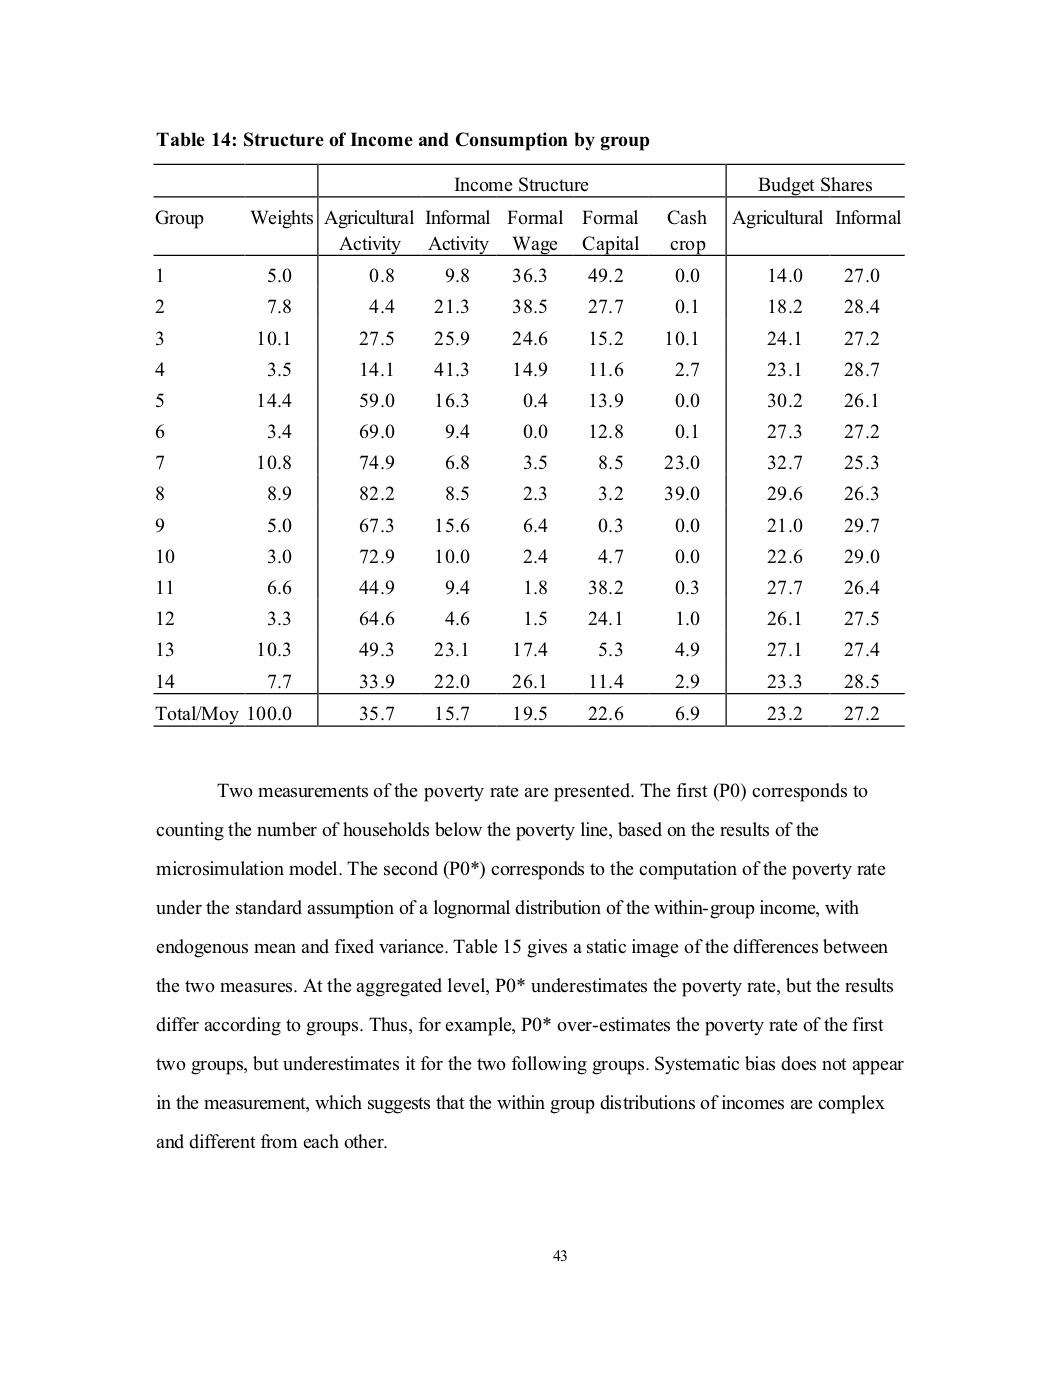 Table 14: Structure of Income and Consumption by group
Income Structure Budget Shares
Group Weights Agricultural Informal Formal Formal Cash Agricultural Informal
Activity Activity Wage Capital crop
1 5.0 0.8 9.8 36.3 49.2 0.0 14.0 27.0
2 7.8 4.4 21.3 38.5 27.7 0.1 18.2 28.4
3 10.1 27.5 25.9 24.6 15.2 10.1 24.1 27.2
4 3.5 14.1 41.3 14.9 11.6 2.7 23.1 28.7
5 14.4 59.0 16.3 0.4 13.9 0.0 30.2 26.1
6 3.4 69.0 9.4 0.0 12.8 0.1 27.3 27.2
7 10.8 74.9 6.8 3.5 8.5 23.0 32.7 25.3
8 8.9 82.2 8.5 2.3 3.2 39.0 29.6 26.3
9 5.0 67.3 15.6 6.4 0.3 0.0 21.0 29.7
10 3.0 72.9 10.0 2.4 4.7 0.0 22.6 29.0
11 6.6 44.9 9.4 1.8 38.2 0.3 27.7 26.4
12 3.3 64.6 4.6 1.5 24.1 1.0 26.1 27.5
13 10.3 49.3 23.1 17.4 5.3 4.9 27.1 27.4
14 7.7 33.9 22.0 26.1 11.4 2.9 23.3 28.5
Total/Moy 100.0 35.7 15.7 19.5 22.6 6.9 23.2 27.2
Two measurements of the poverty rate are presented. The first (P0) corresponds to
counting the number of households below the poverty line, based on the results of the
microsimulation model. The second (P0*) corresponds to the computation of the poverty rate
under the standard assumption of a lognormal distribution of the within-group income, with
endogenous mean and fixed variance. Table 15 gives a static image of the differences between
the two measures. At the aggregated level, P0* underestimates the poverty rate, but the results
differ according to groups. Thus, for example, P0* over-estimates the poverty rate of the first
two groups, but underestimates it for the two following groups. Systematic bias does not appear
in the measurement, which suggests that the within group distributions of incomes are complex
and different from each other.
43